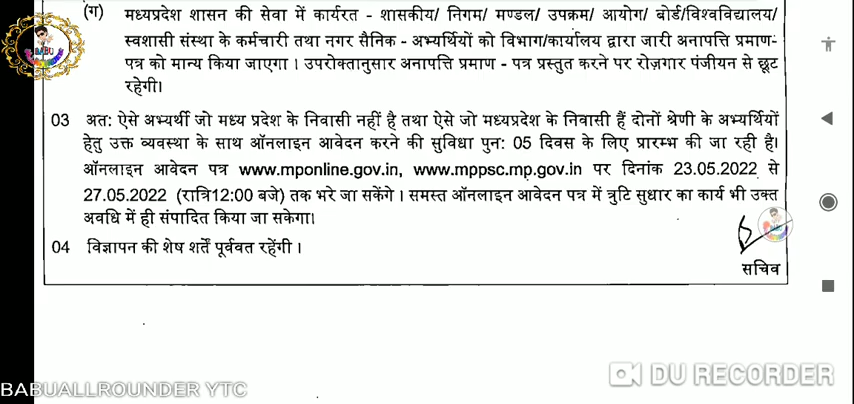 BABU
(ग) मध्यप्रदेश शासन की सेवा में कार्यरत - शासकीय/ निगम/ मण्डल/ उपक्रम/ आयोग/ बोर्ड/विश्वविद्यालय/
स्वशासी संस्था के कर्मचारी तथा नगर सैनिक - अभ्यर्थियों को विभाग/कार्यालय द्वारा जारी अनापत्ति प्रमाण-
पत्र को मान्य किया जाएगा । उपरोक्तानुसार अनापत्ति प्रमाण - पत्र प्रस्तुत करने पर रोज़गार पंजीयन से छूट
रहेगी।
03 अतः ऐसे अभ्यर्थी जो मध्य प्रदेश के निवासी नहीं है तथा ऐसे जो मध्यप्रदेश के निवासी हैं दोनों श्रेणी के अभ्यर्थियों
हेतु उक्त व्यवस्था के साथ ऑनलाइन आवेदन करने की सुविधा पुनः 05 दिवस के लिए प्रारम्भ की जा रही है।
ऑनलाइन आवेदन पत्र www.mponline.gov.in, www.mppsc.mp.gov.in पर दिनांक 23.05.2022 से
27.05.2022 (रात्रि12:00 बजे) तक भरे जा सकेंगे । समस्त ऑनलाइन आवेदन पत्र में त्रुटि सुधार का कार्य भी उक्त
अवधि में ही संपादित किया जा सकेगा।
04 विज्ञापन की शेष शर्तें पूर्ववत रहेंगी ।
सचिव
DU RECORDER
BABUALLROUNDER YTC